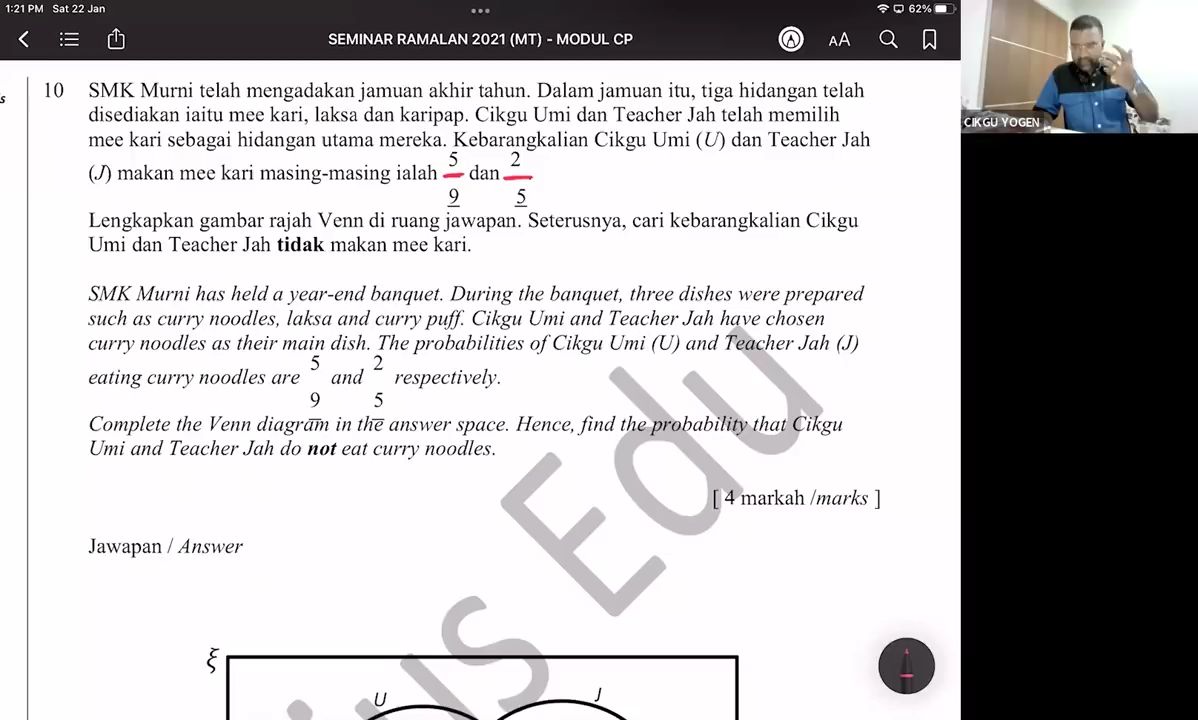 1:21 PM Sat 22 Jan
62%
SEMINAR RAMALAN 2021 (MT) - MODUL CP
AA
CIKGU YOGEN
10 SMK Murni telah mengadakan jamuan akhir tahun. Dalam jamuan itu, tiga hidangan telah
disediakan iaitu mee kari, laksa dan karipap. Cikgu Umi dan Teacher Jah telah memilih
mee kari sebagai hidangan utama mereka. Kebarangkalian Cikgu Umi (U) dan Teacher Jah
(J) makan mee kari masing-masing ialah 5/9 dan 2/5
Lengkapkan gambar rajah Venn di ruang jawapan. Seterusnya, cari kebarangkalian Cikgu
Umi dan Teacher Jah tidak makan mee kari.
SMK Murni has held a year-end banquet. During the banquet, three dishes were prepared
such as curry noodles, laksa and curry puff. Cikgu Umi and Teacher Jah have chosen
curry noodles as their main dish. The probabilities of Cikgu Umi (U) and Teacher Jah (J)
eating curry noodles are 5/9 and 2/5 respectively.
Complete the Venn diagram in the answer space. Hence, find the probability that Cikgu
Umi and Teacher Jah do not eat curry noodles.
[ 4 markah /marks ]
Jawapan / Answer
ξ
U
J